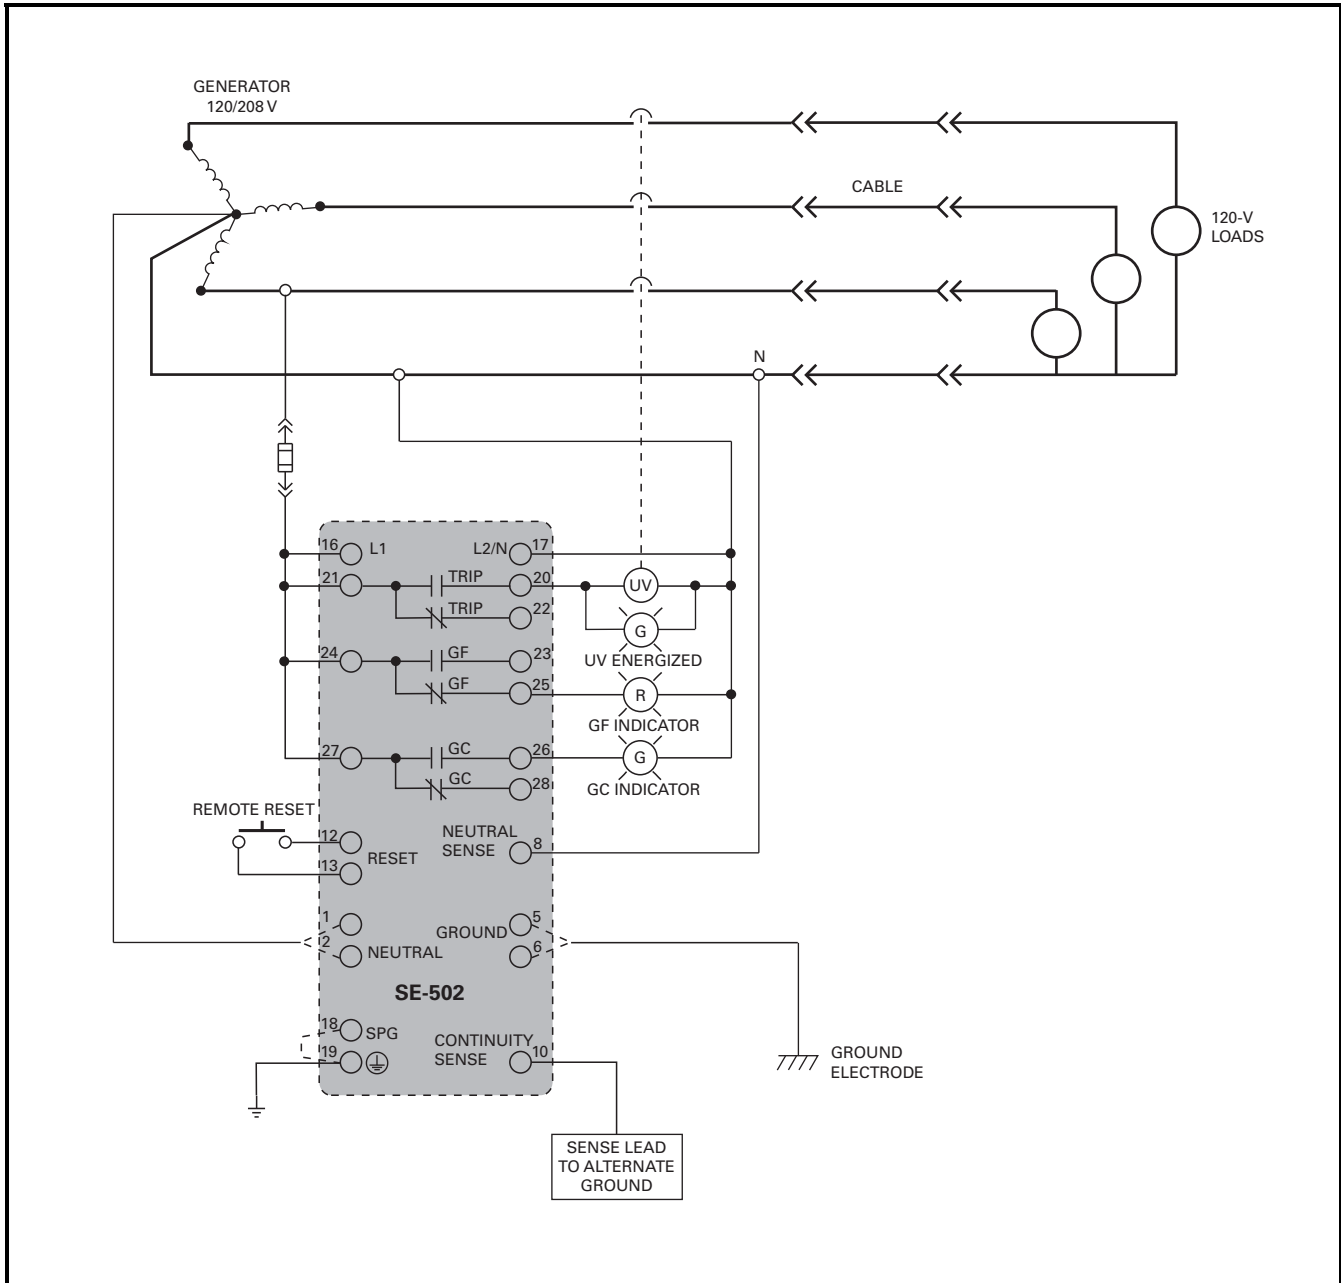 GENERATOR
120/208 V
CABLE
120-V
LOADS
N
16 L1 L2/N 17
21 TRIP 20
UV
TRIP 22
G
UV ENERGIZED
24 GF 23
GF 25
R
GF INDICATOR
27 GC 26
G
GC 28
GC INDICATOR
REMOTE RESET
12
13
RESET
NEUTRAL
SENSE
8
1
2
NEUTRAL
GROUND
5
6
SE-502
18 SPG
19
CONTINUITY
SENSE
10
GROUND
ELECTRODE
SENSE LEAD
TO ALTERNATE
GROUND